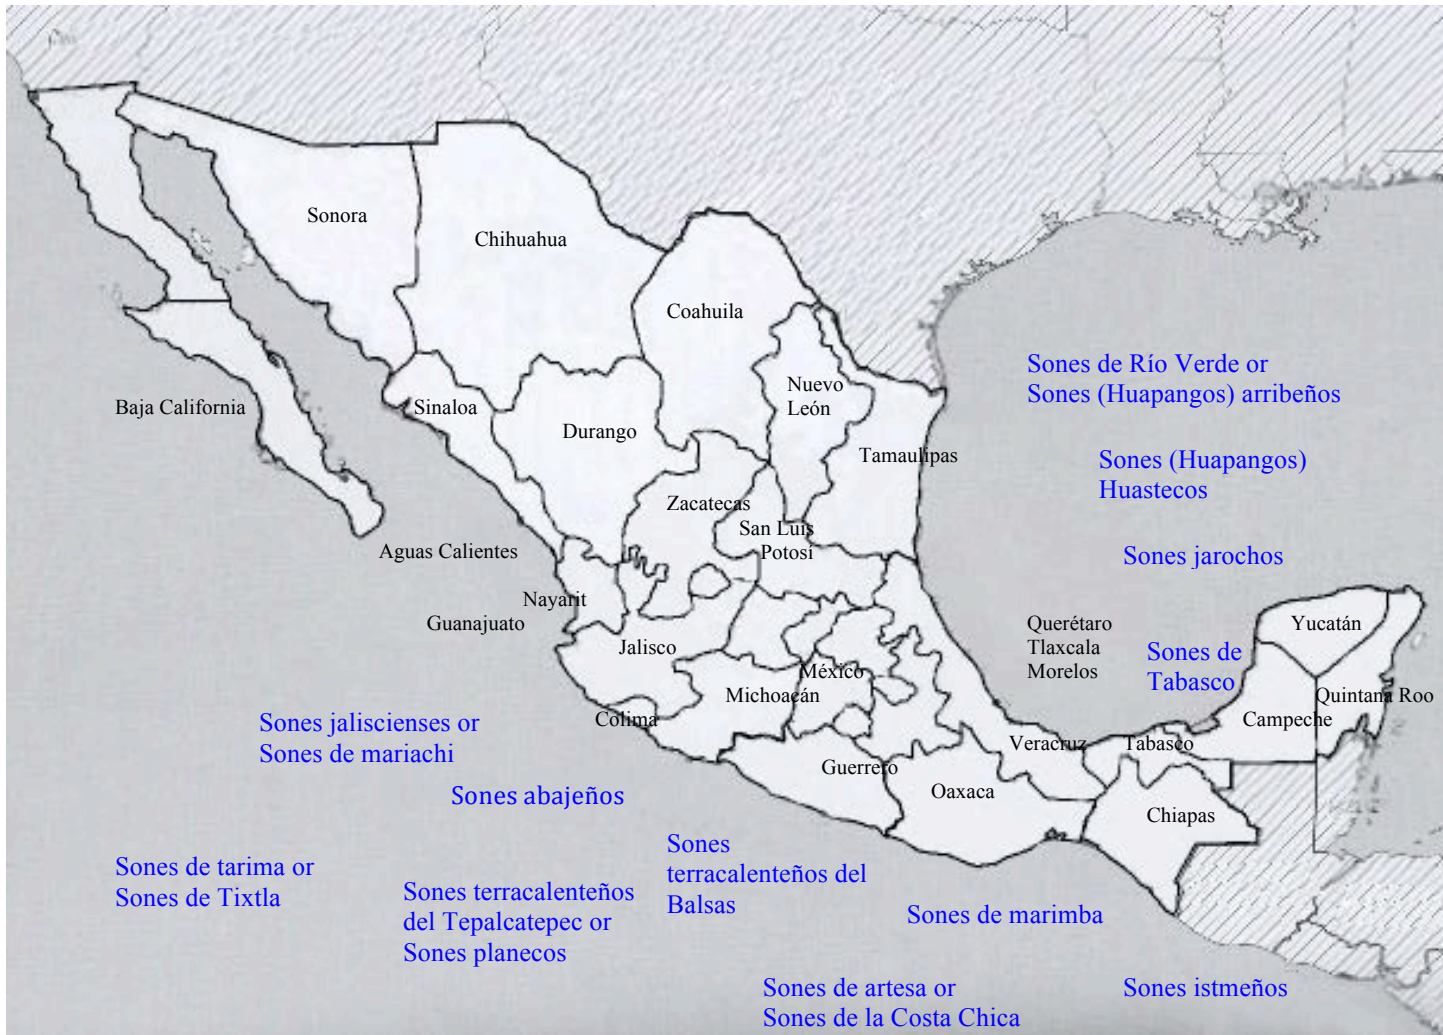 Sonora
Chihuahua
Coahuila
Sones de Río Verde or
Sones (Huapangos) arribeños
Nuevo
León
Baja California
Sinaloa
Durango
Tamaulipas
Sones (Huapangos)
Huastecos
Zacatecas
San Luis
Potosí
Aguas Calientes
Sones jarochos
Nayarit
Guanajuato
Jalisco
Querétaro
Tlaxcala
Morelos
Yucatán
Sones de
Tabasco
México
Michoacán
Quintana Roo
Colima
Campeche
Sones jaliscienses or
Sones de mariachi
Veracruz
Tabasco
Guerrero
Oaxaca
Sones abajeños
Chiapas
Sones
terracalenteños del
Balsas
Sones de tarima or
Sones de Tixtla
Sones terracalenteños
del Tepalcatepec or
Sones planecos
Sones de marimba
Sones de artesa or
Sones de la Costa Chica
Sones istmeños